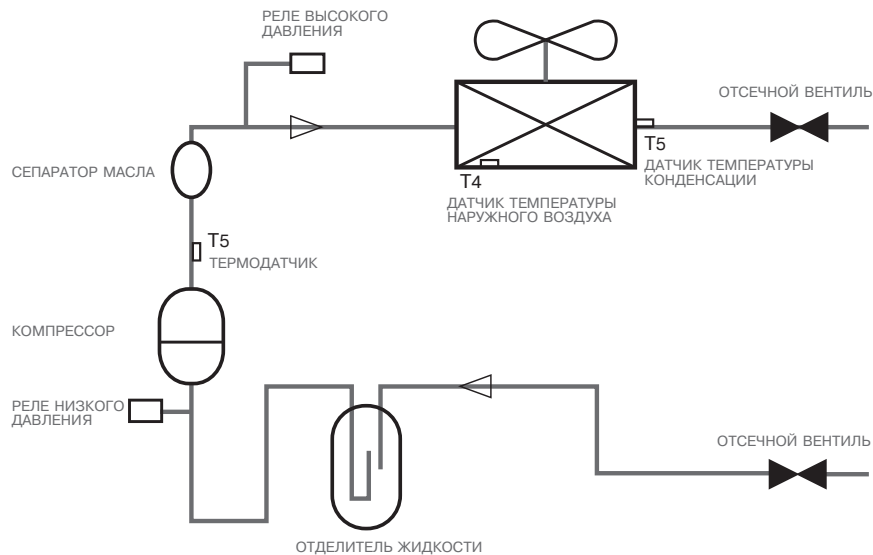 РЕЛЕ ВЫСОКОГО
ДАВЛЕНИЯ
ОТСЕЧНОЙ ВЕНТИЛЬ
T5
ДАТЧИК ТЕМПЕРАТУРЫ
КОНДЕНСАЦИИ
T4
ДАТЧИК ТЕМПЕРАТУРЫ
НАРУЖНОГО ВОЗДУХА
СЕПАРАТОР МАСЛА
T5
ТЕРМОДАТЧИК
КОМПРЕССОР
РЕЛЕ НИЗКОГО
ДАВЛЕНИЯ
ОТСЕЧНОЙ ВЕНТИЛЬ
ОТДЕЛИТЕЛЬ ЖИДКОСТИ